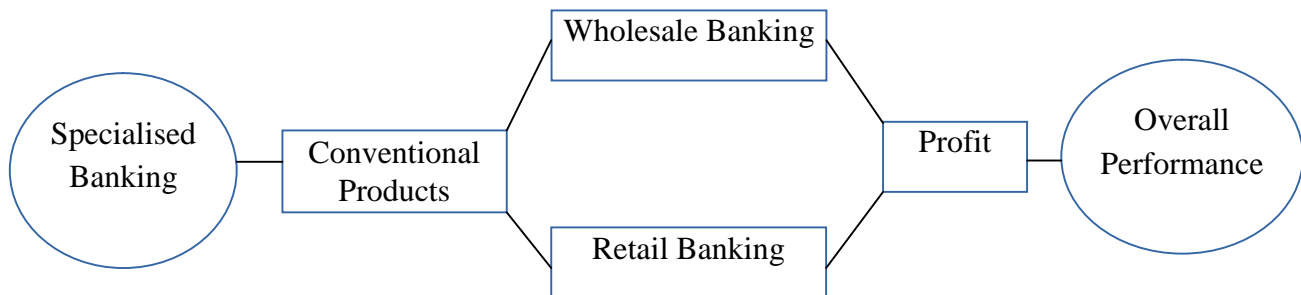 Wholesale Banking
Specialised
Banking
Conventional
Products
Retail Banking
Profit
Overall
Performance